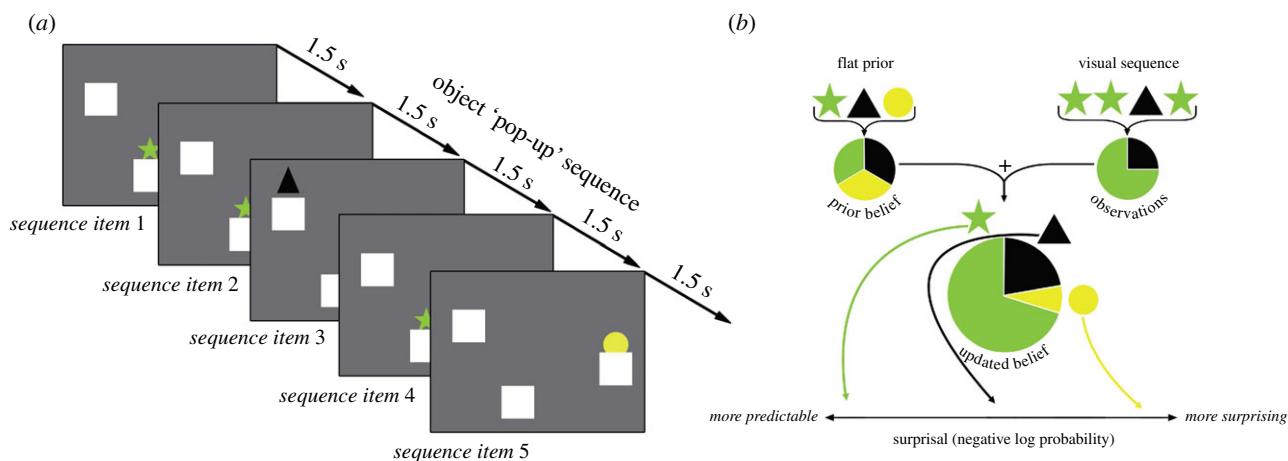 (a)
1.5 s
1.5 s
1.5 s
1.5 s
1.5 s
object ‘pop-up’ sequence
sequence item 1
sequence item 2
sequence item 3
sequence item 4
sequence item 5
(b)
flat prior
visual sequence
+
prior belief
observations
updated belief
more predictable
more surprising
surprisal (negative log probability)